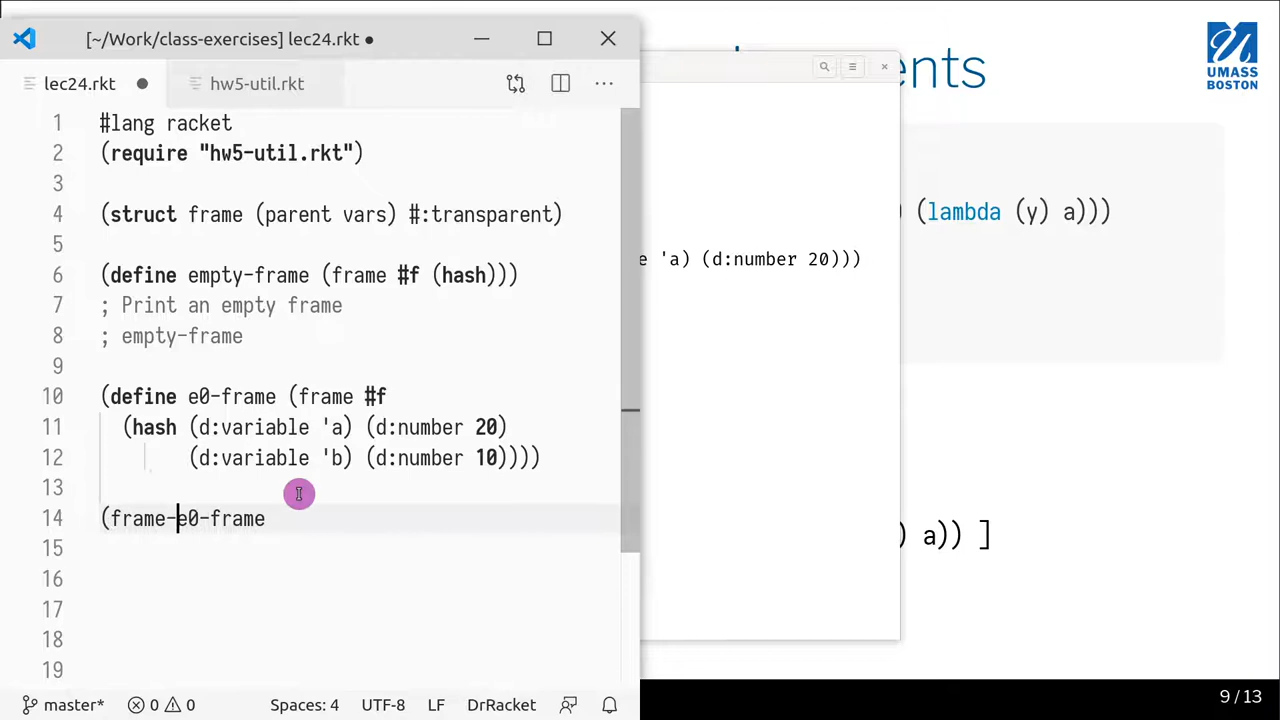 [~/Work/class-exercises] lec24.rkt ●
lec24.rkt ● hw5-util.rkt
1 #lang racket
2 (require "hw5-util.rkt")
3
4 (struct frame (parent vars) #:transparent)
5
6 (define empty-frame (frame #f (hash)))
7 ; Print an empty frame
8 ; empty-frame
9
10 (define e0-frame (frame #f
11 (hash (d:variable 'a) (d:number 20)
12 (d:variable 'b) (d:number 10))))
13
14 (frame-e0-frame
15
16
17
18
19
master* 0 0 Spaces: 4 UTF-8 LF DrRacket
ents
UMASS
BOSTON
) (lambda (y) a)))
e 'a) (d:number 20)))
) a)) ]
9 / 13